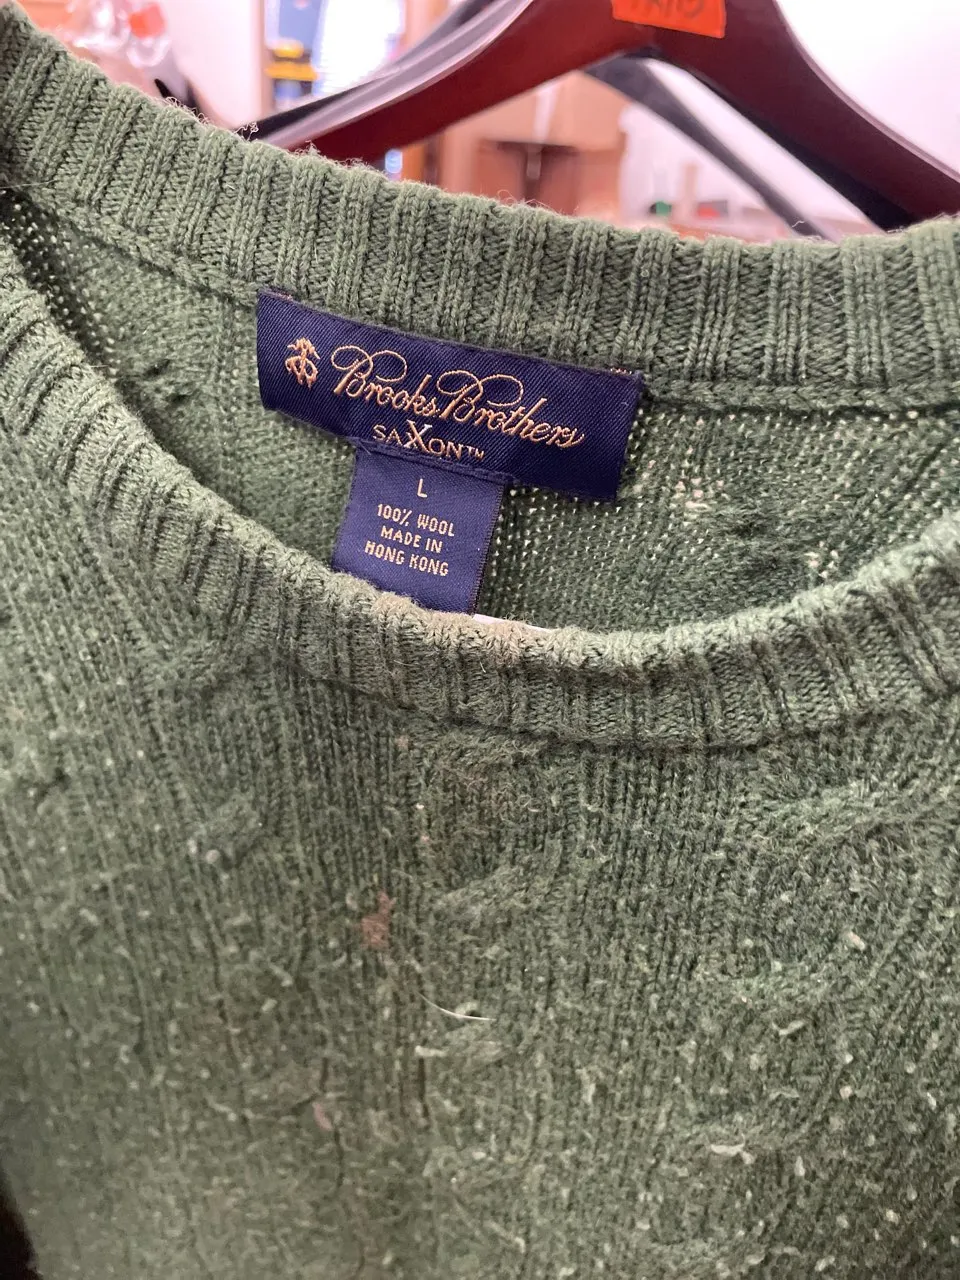 Brooks Brothers
SAXON™
L
100% WOOL
MADE IN
HONG KONG